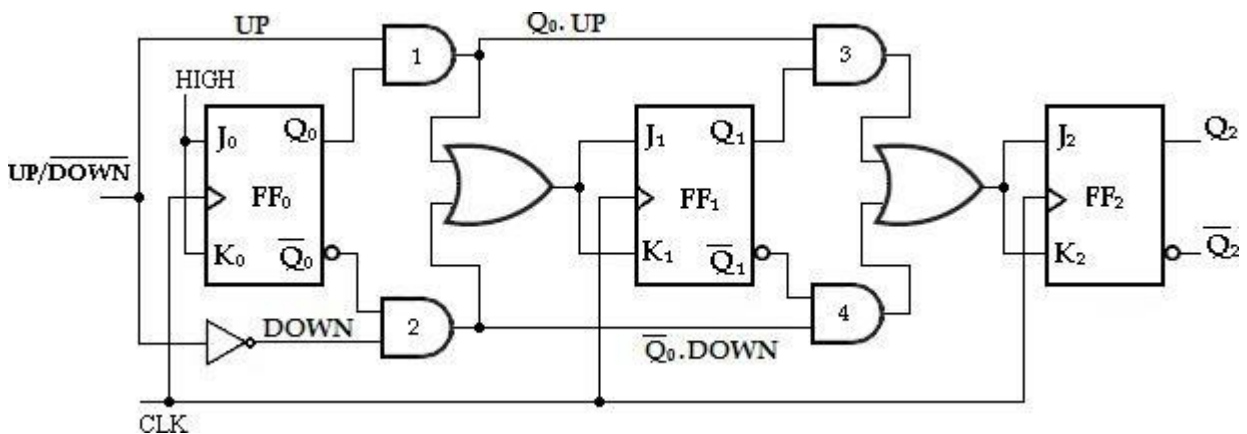 UP
Q₀. UP
1
3
HIGH
J₀
Q₀
J₁
Q₁
J₂
Q₂
UP/D̅O̅W̅N̅
FF₀
FF₁
FF₂
K₀
Q̅₀
K₁
Q̅₁
K₂
Q̅₂
2
DOWN
4
Q̅₀.DOWN
CLK